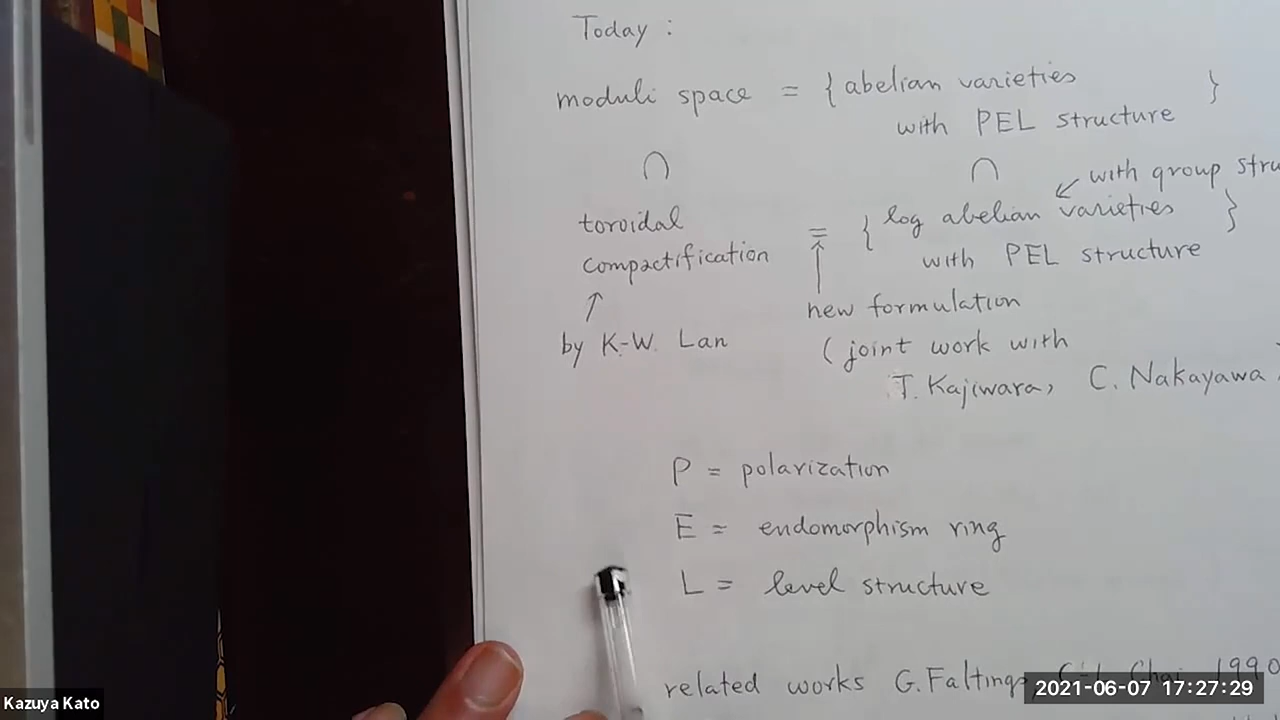 Today :
moduli space = { abelian varieties }
with PEL structure
∩ ∩
↙ with group stru
toroidal compactification = { log abelian varieties with PEL structure }
↑ ↑
by K-W. Lan
new formulation
( joint work with
T. Kajiwara, C. Nakayawa )
P = polarization
E = endomorphism ring
L = level structure
related works G. Faltings, C-L. Chai 1990
Kazuya Kato
2021-06-07 17:27:29